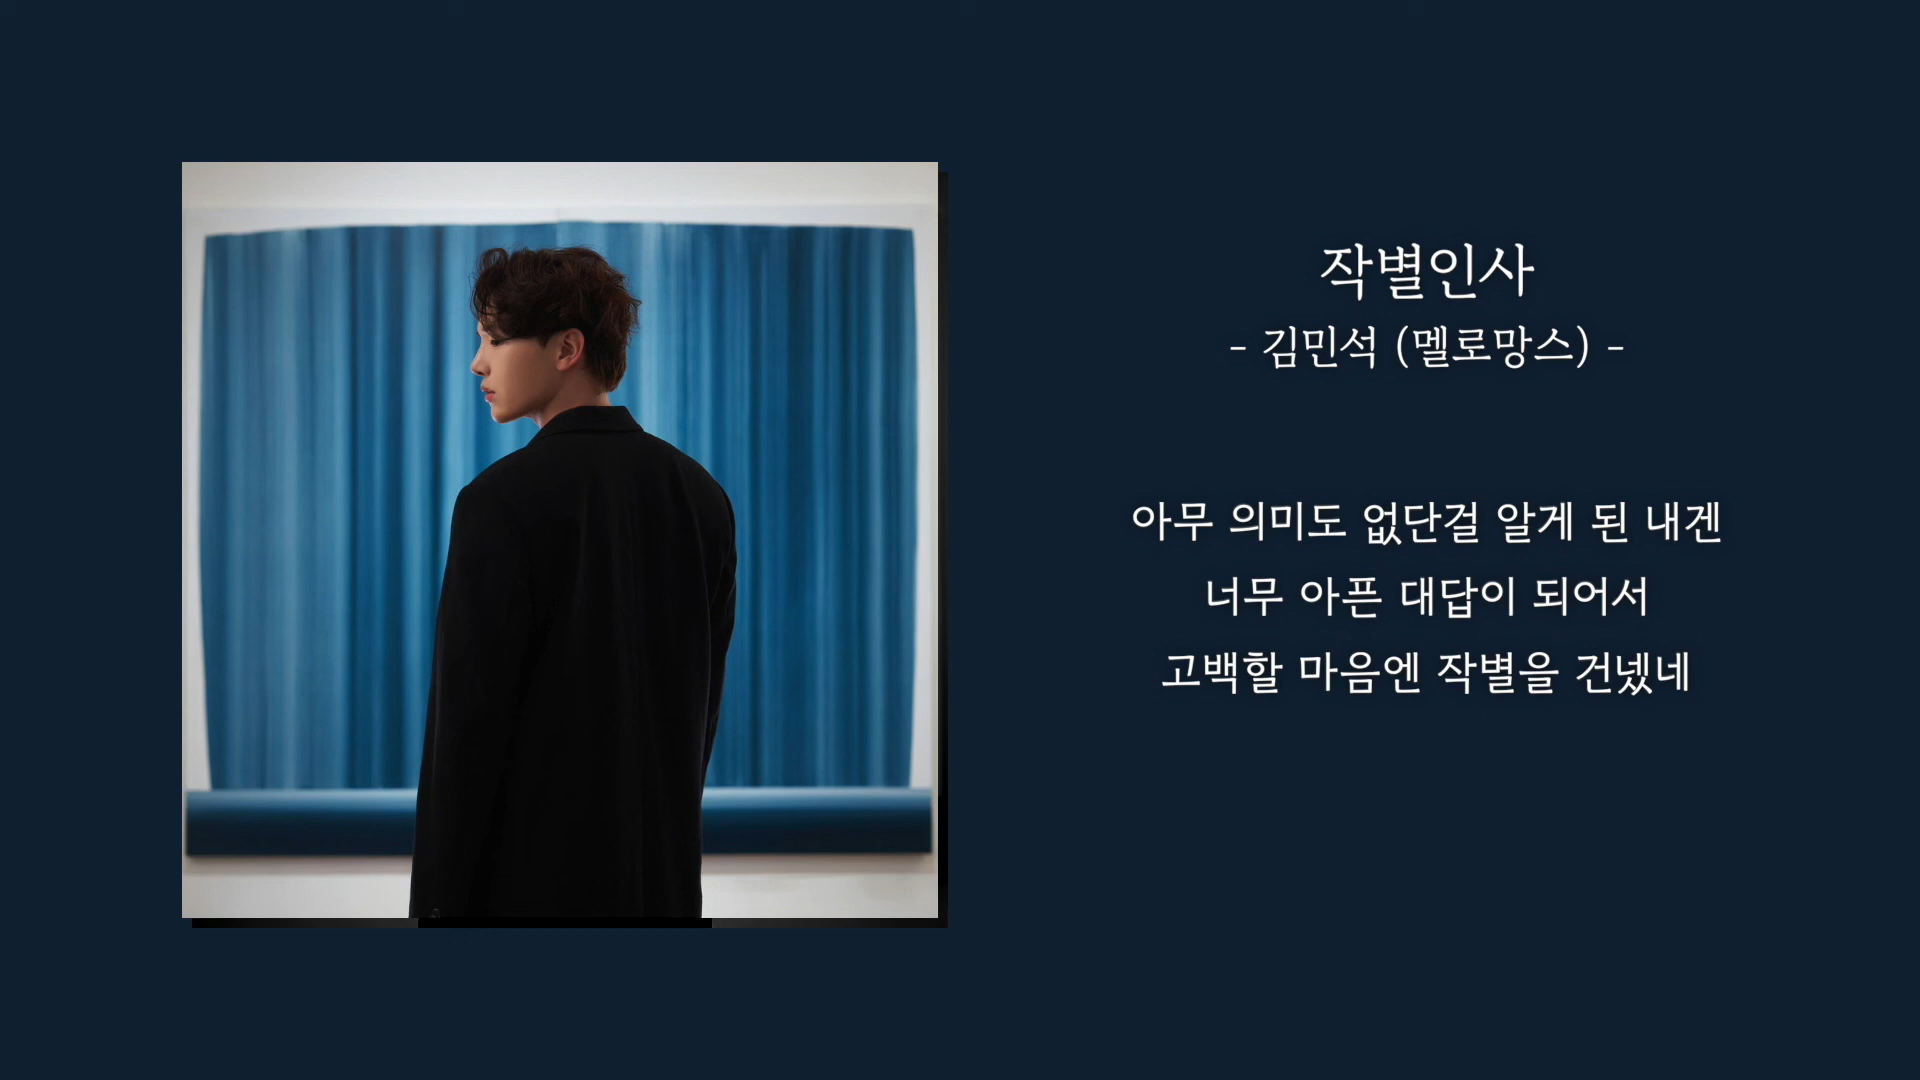 작별인사
- 김민석 (멜로망스) -
아무 의미도 없단걸 알게 된 내겐
너무 아픈 대답이 되어서
고백할 마음엔 작별을 건넸네